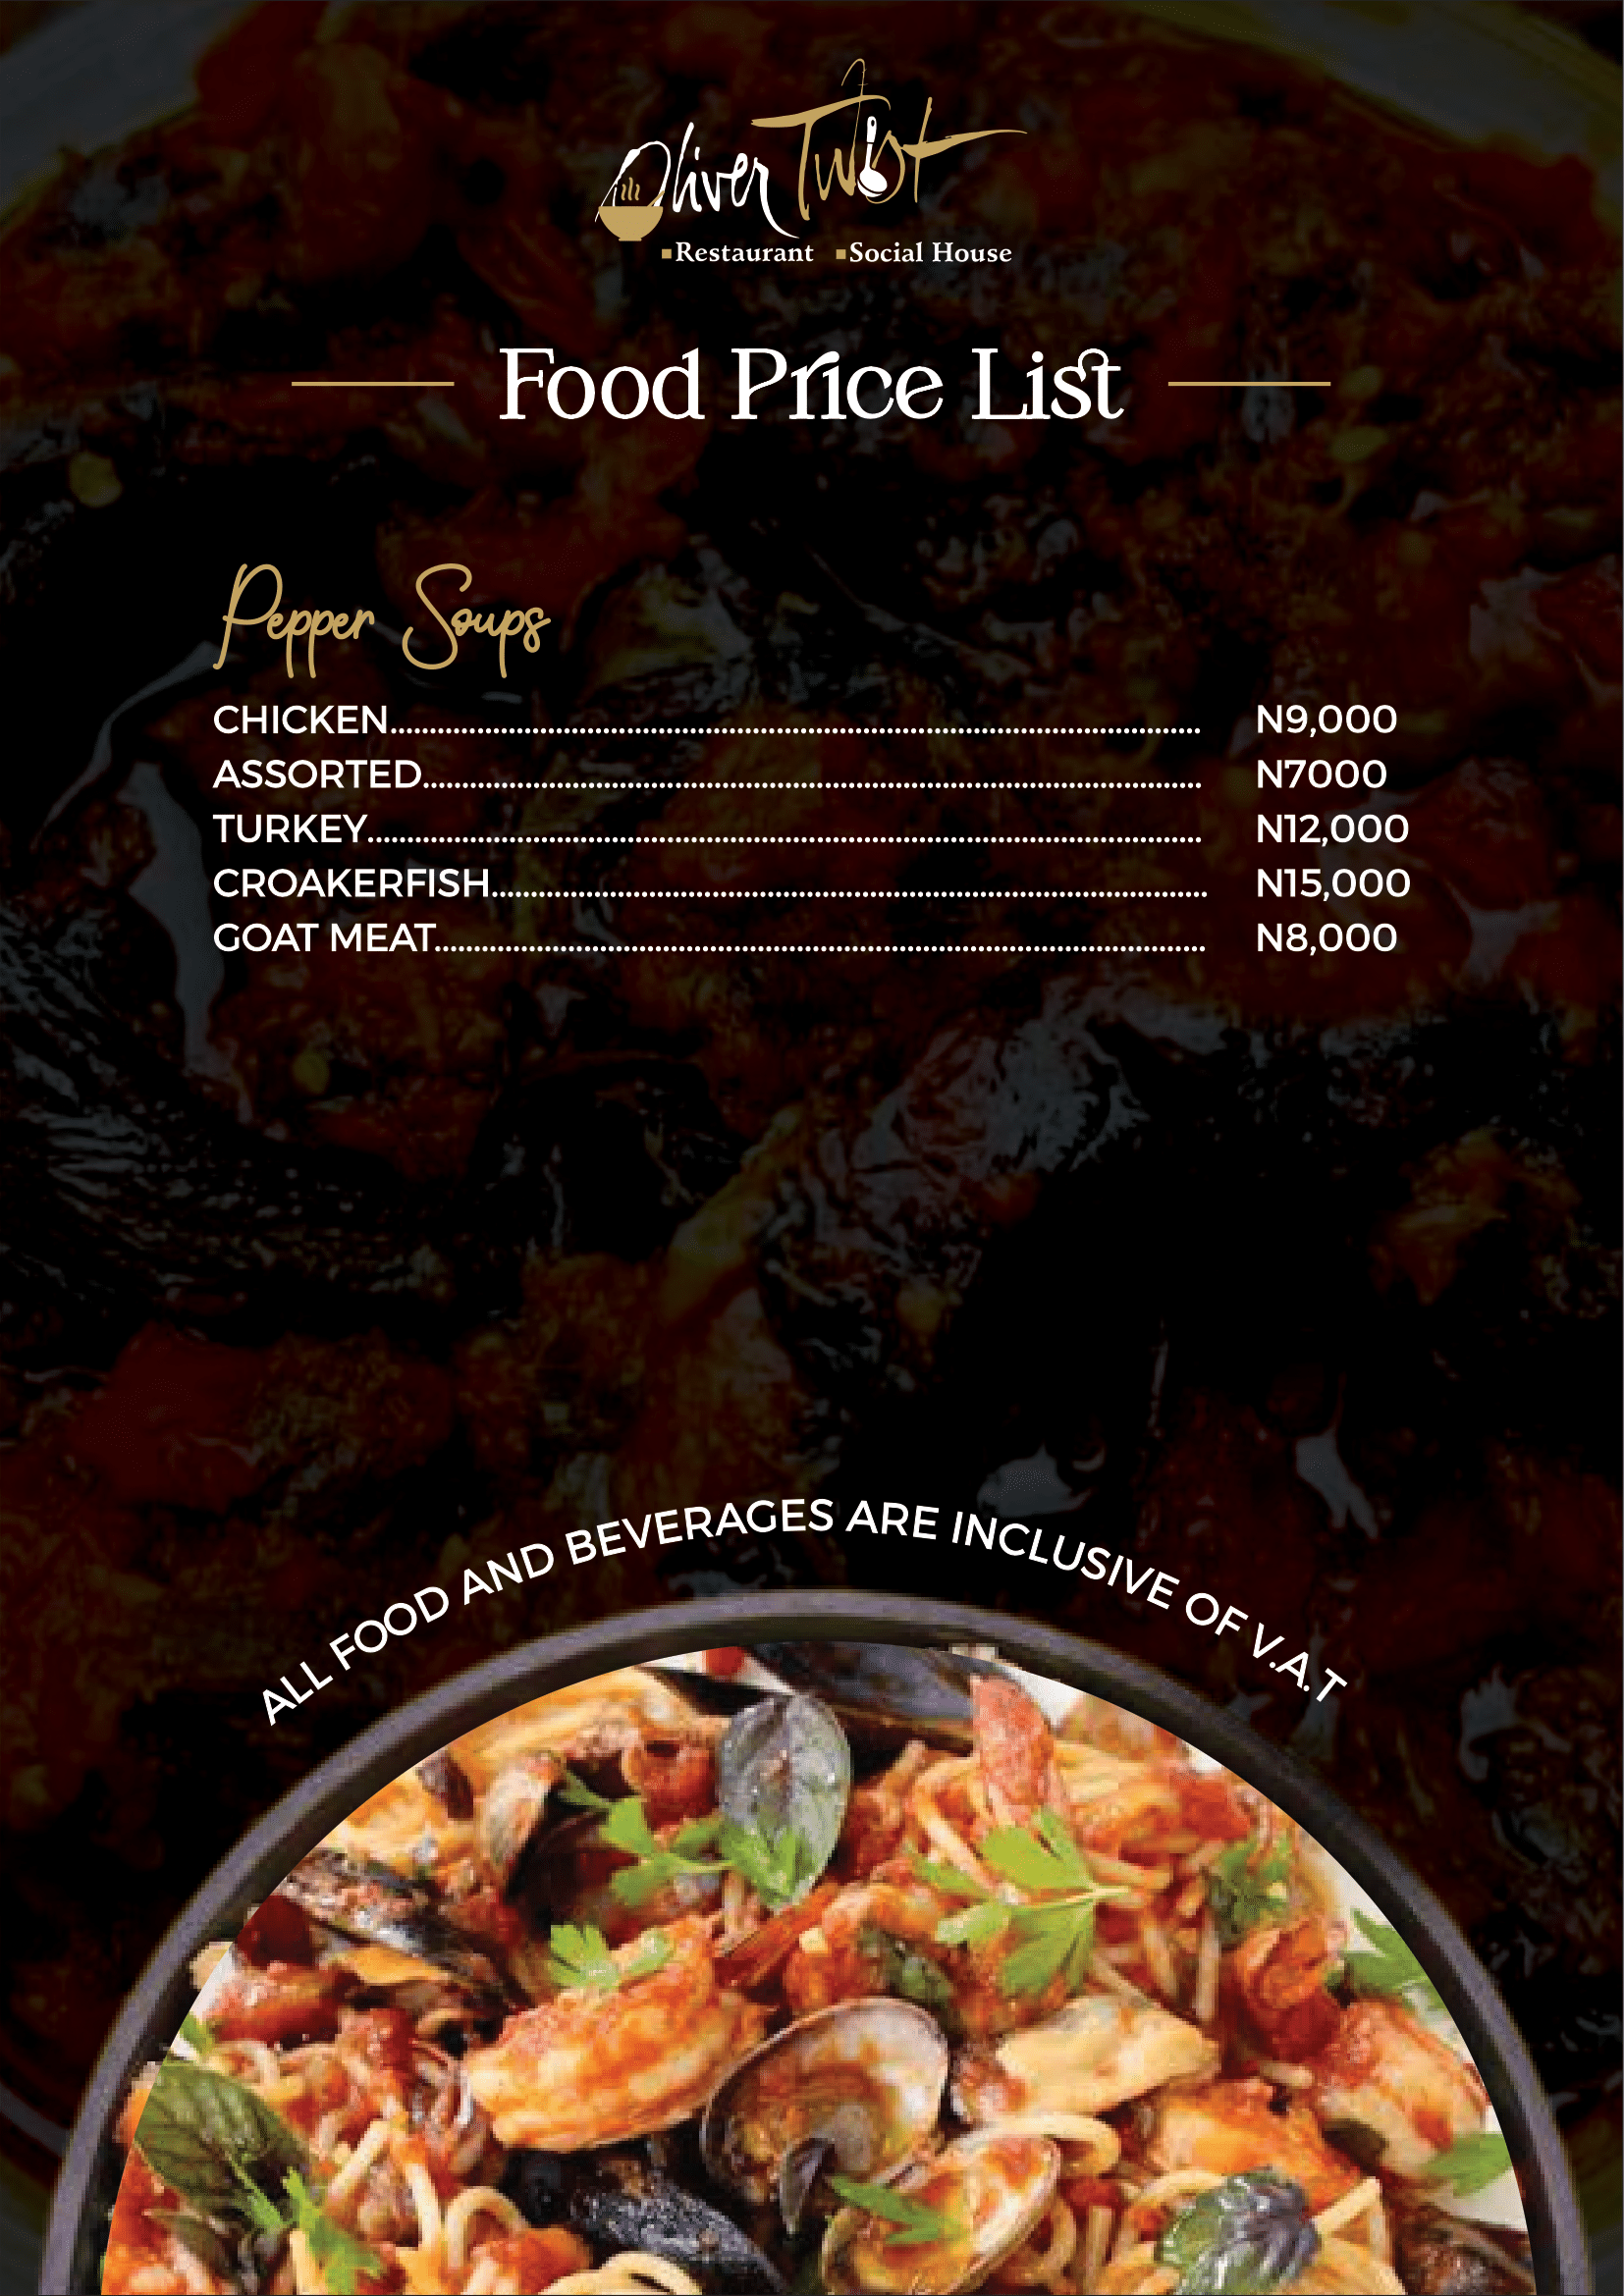 Oliver Twist
Restaurant Social House
Food Price List
Pepper Soups
CHICKEN................................................ N9,000
ASSORTED................................................ N7000
TURKEY................................................ N12,000
CROAKERFISH................................................ N15,000
GOAT MEAT................................................ N8,000
ALL FOOD AND BEVERAGES ARE INCLUSIVE OF V.A.T